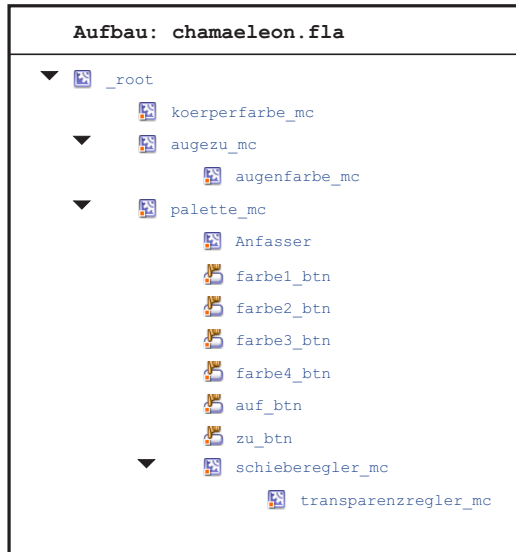 Aufbau: chamaeleon.fla
_root
koerperfarbe_mc
augezu_mc
augenfarbe_mc
palette_mc
Anfasser
farbe1_btn
farbe2_btn
farbe3_btn
farbe4_btn
auf_btn
zu_btn
schieberegler_mc
transparenzregler_mc